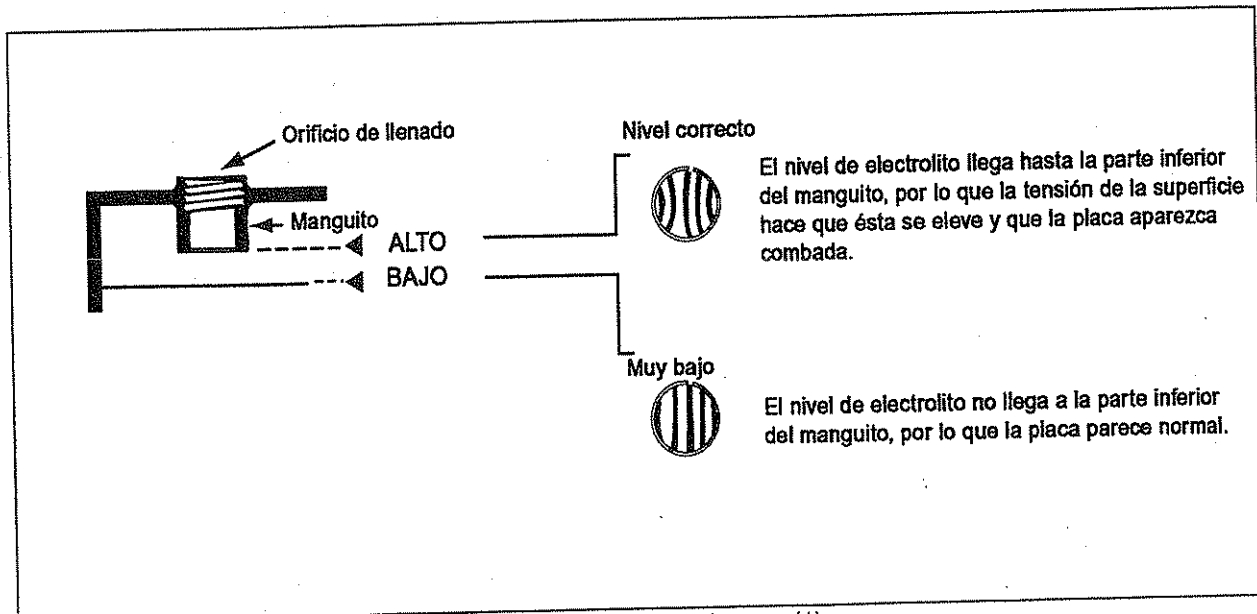 Orificio de llenado
Manguito
ALTO
BAJO
Nivel correcto
El nivel de electrolito llega hasta la parte inferior
del manguito, por lo que la tensión de la superficie
hace que ésta se eleve y que la placa aparezca
combada.
Muy bajo
El nivel de electrolito no llega a la parte inferior
del manguito, por lo que la placa parece normal.